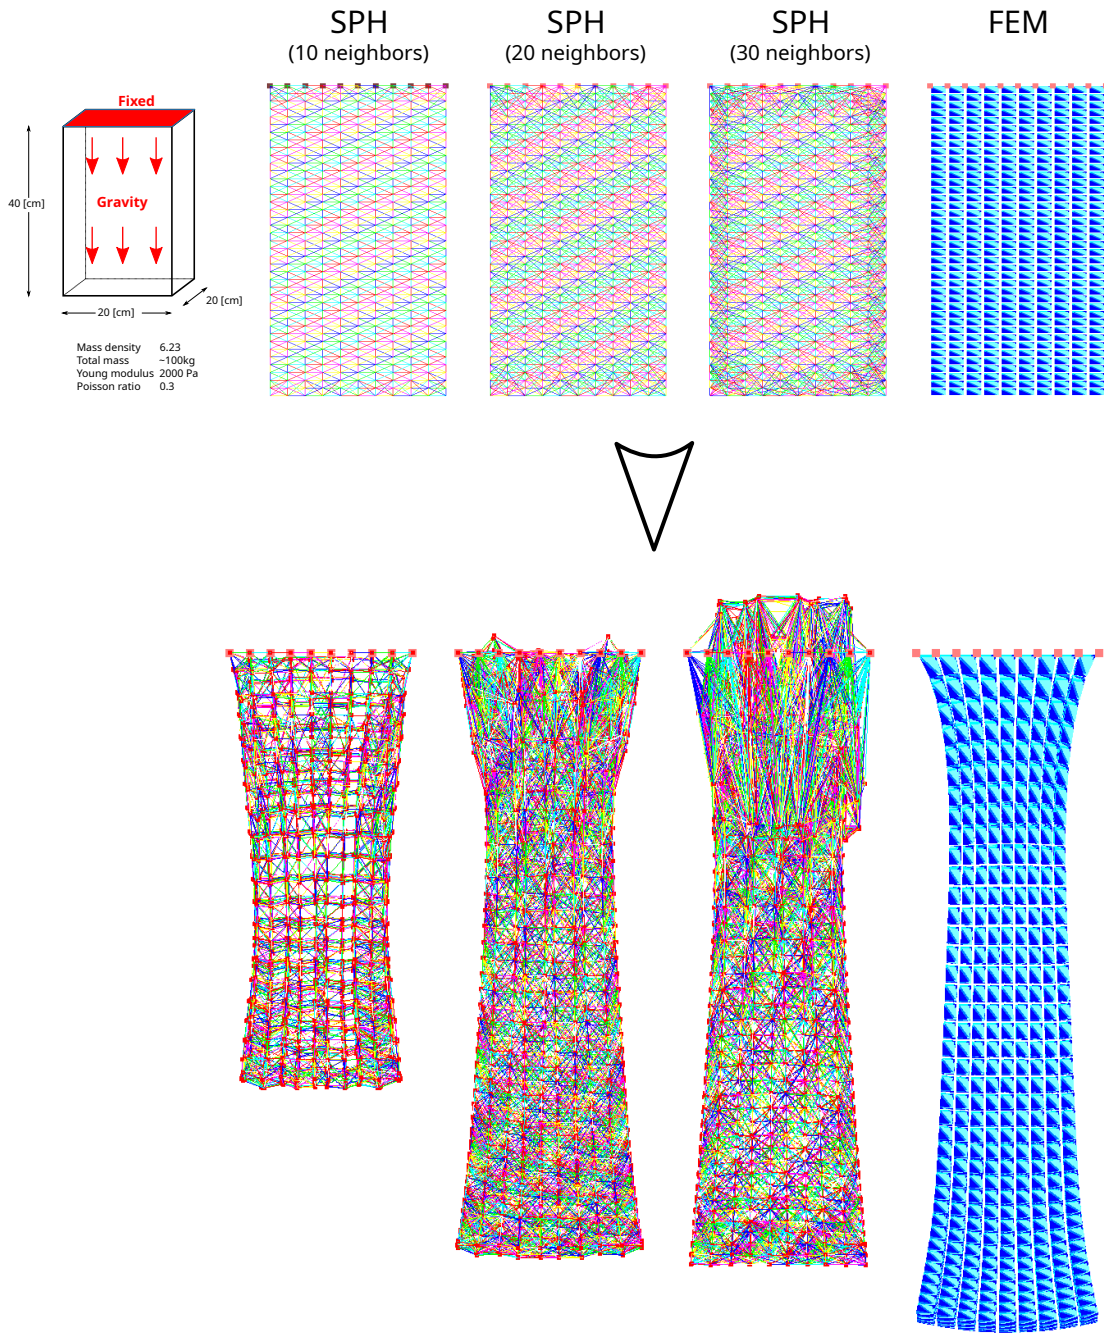 SPH
(10 neighbors)
SPH
(20 neighbors)
SPH
(30 neighbors)
FEM
Fixed
Gravity
40 [cm]
20 [cm]
20 [cm]
Mass density 6.23
Total mass ~100kg
Young modulus 2000 Pa
Poisson ratio 0.3